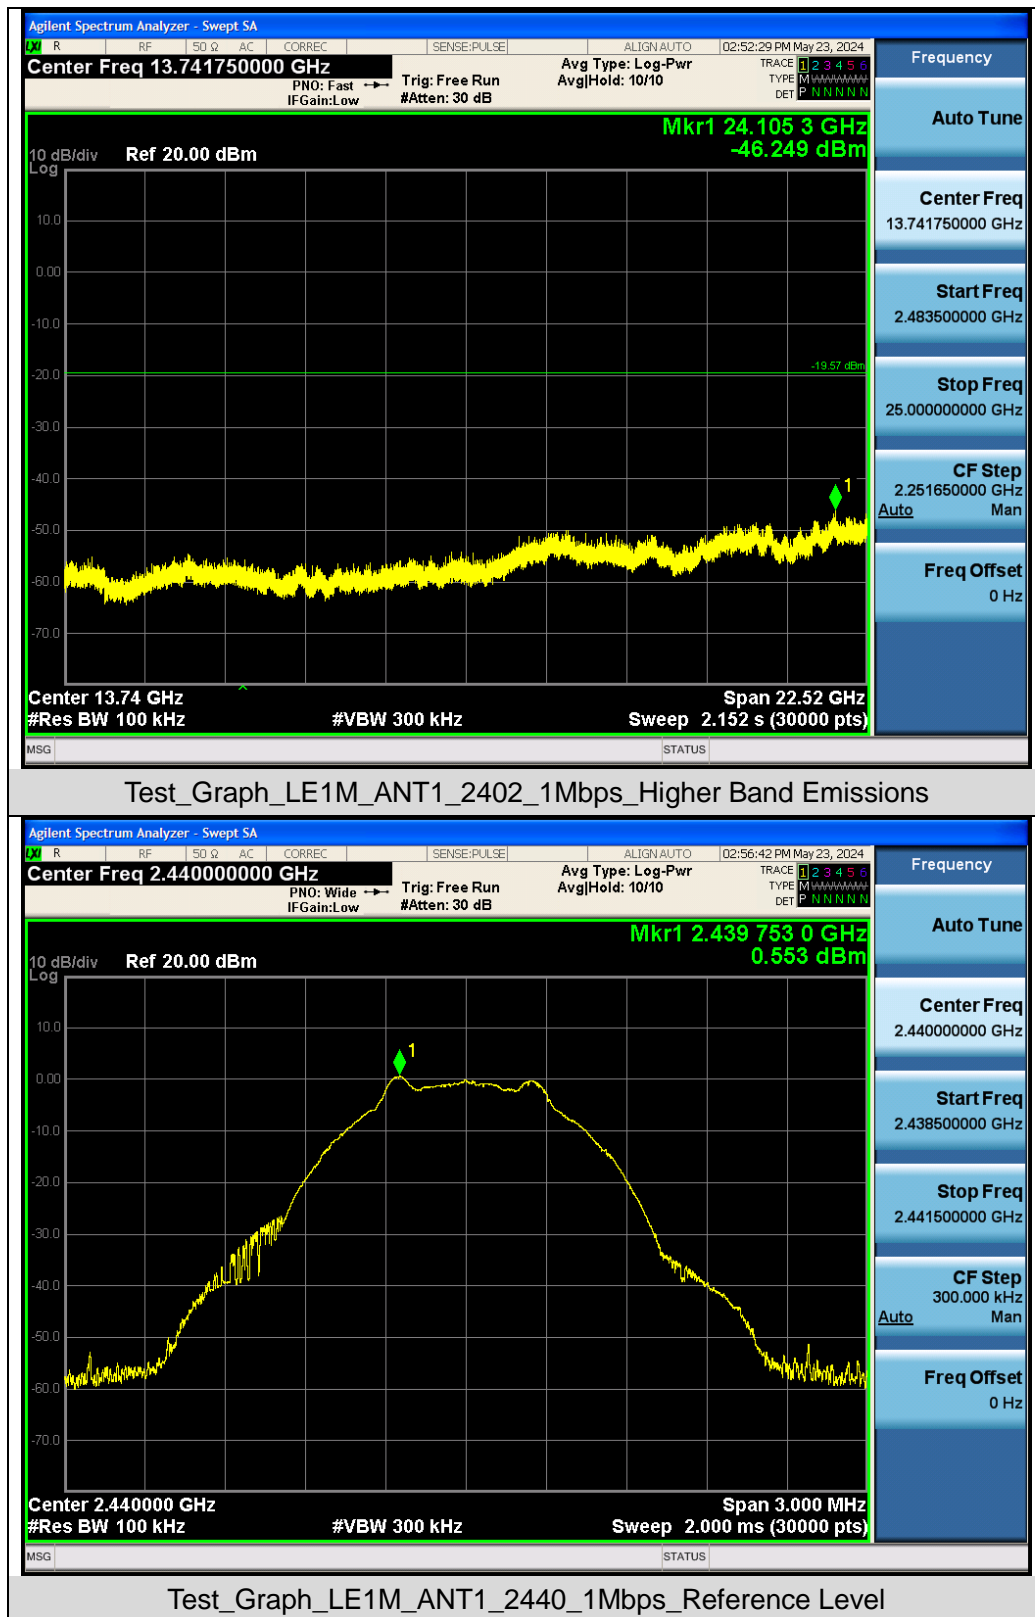 Agilent Spectrum Analyzer - Swept SA
LXI R RF 50 Ω AC CORREC SENSE:PULSE ALIGN AUTO 02:52:29 PM May 23, 2024
Center Freq 13.741750000 GHz
PNO: Fast
IFGain:Low
Trig: Free Run
#Atten: 30 dB
Avg Type: Log-Pwr
Avg|Hold: 10/10
TRACE 1 2 3 4 5 6
TYPE M WWWWW
DET P N N N N N
Mkr1 24.105 3 GHz
-46.249 dBm
10 dB/div Ref 20.00 dBm
Log
10.0
0.00
-10.0
-19.57 dBm
-20.0
-30.0
-40.0
1
-50.0
-60.0
-70.0
Center 13.74 GHz Span 22.52 GHz
#Res BW 100 kHz #VBW 300 kHz Sweep 2.152 s (30000 pts)
MSG STATUS
Frequency
Auto Tune
Center Freq
13.741750000 GHz
Start Freq
2.483500000 GHz
Stop Freq
25.000000000 GHz
CF Step
2.251650000 GHz
Auto Man
Freq Offset
0 Hz
Test_Graph_LE1M_ANT1_2402_1Mbps_Higher Band Emissions
Agilent Spectrum Analyzer - Swept SA
LXI R RF 50 Ω AC CORREC SENSE:PULSE ALIGN AUTO 02:56:42 PM May 23, 2024
Center Freq 2.440000000 GHz
PNO: Wide
IFGain:Low
Trig: Free Run
#Atten: 30 dB
Avg Type: Log-Pwr
Avg|Hold: 10/10
TRACE 1 2 3 4 5 6
TYPE M WWWWW
DET P N N N N N
Mkr1 2.439 753 0 GHz
0.553 dBm
10 dB/div Ref 20.00 dBm
Log
10.0
1
0.00
-10.0
-20.0
-30.0
-40.0
-50.0
-60.0
-70.0
Center 2.440000 GHz Span 3.000 MHz
#Res BW 100 kHz #VBW 300 kHz Sweep 2.000 ms (30000 pts)
MSG STATUS
Frequency
Auto Tune
Center Freq
2.440000000 GHz
Start Freq
2.438500000 GHz
Stop Freq
2.441500000 GHz
CF Step
300.000 kHz
Auto Man
Freq Offset
0 Hz
Test_Graph_LE1M_ANT1_2440_1Mbps_Reference Level